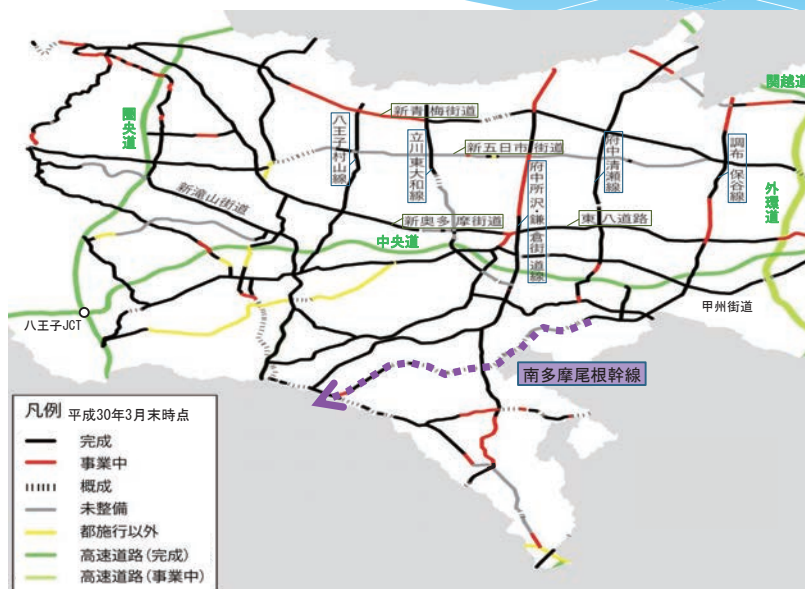 関越道
圏央道
新青梅街道
八王子村山線
立川東大和線
新五日市街道
府中所沢・鎌倉街道線
府中清瀬線
調布保谷線
外環道
新滝山街道
新奥多摩街道
東八道路
中央道
甲州街道
八王子JCT
南多摩尾根幹線
凡例 平成30年3月末時点
完成
事業中
概成
未整備
都施行以外
高速道路(完成)
高速道路(事業中)